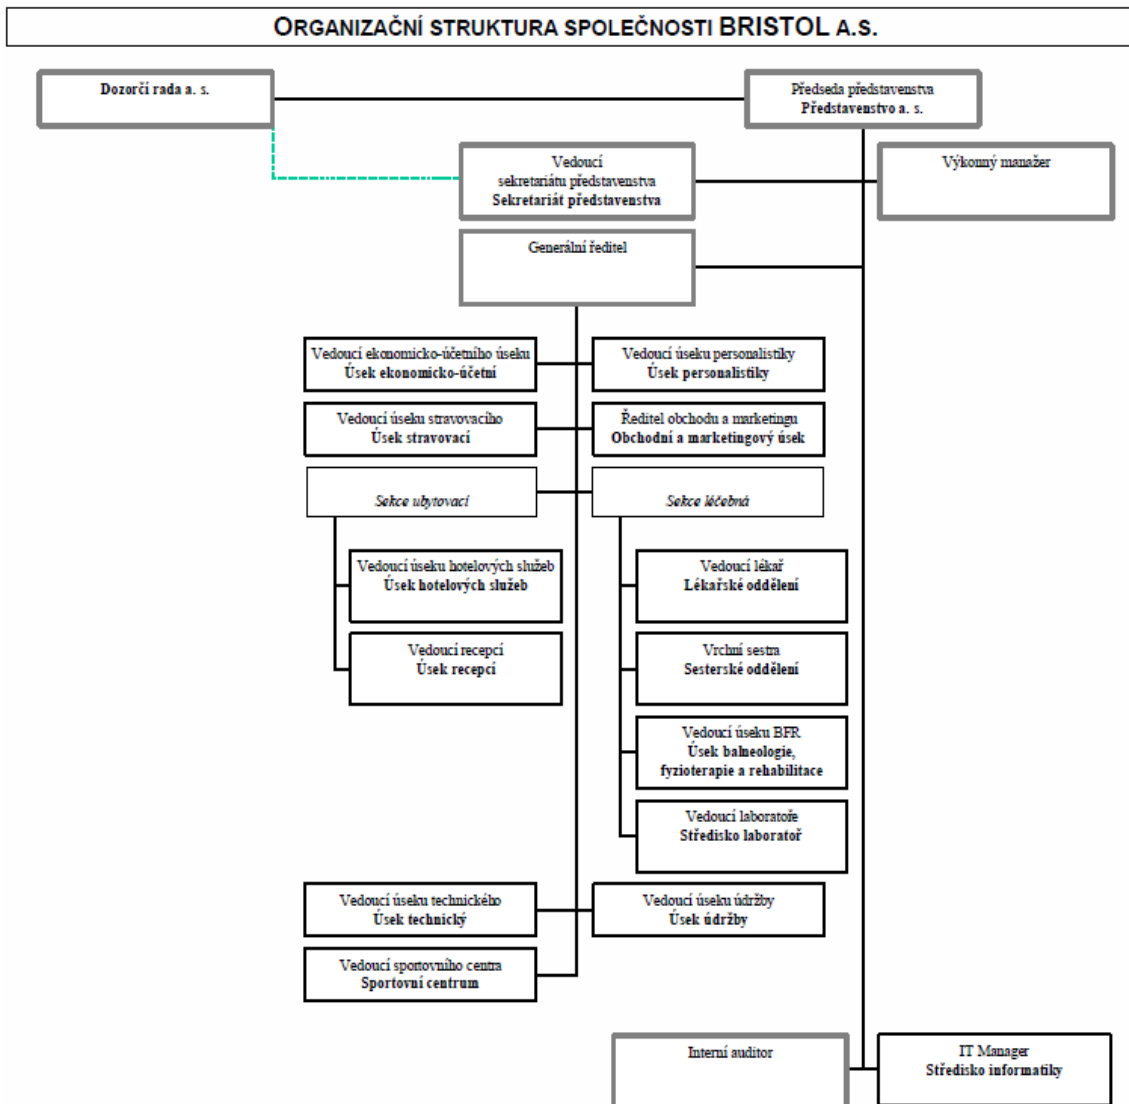 ORGANIZAČNÍ STRUKTURA SPOLEČNOSTI BRISTOL A.S.
Dozorčí rada a. s.
Předseda představenstva
Představenstvo a. s.
Vedoucí
sekretariátu představenstva
Sekretariát představenstva
Výkonný manažer
Generální ředitel
Vedoucí ekonomicko-účetního úseku
Úsek ekonomicko-účetní
Vedoucí úseku personalistiky
Úsek personalistiky
Vedoucí úseku stravovacího
Úsek stravovací
Ředitel obchodu a marketingu
Obchodní a marketingový úsek
Sekce ubytovací
Sekce léčebná
Vedoucí úseku hotelových služeb
Úsek hotelových služeb
Vedoucí lékař
Lékařské oddělení
Vedoucí recepcí
Úsek recepcí
Vrchní sestra
Sesterské oddělení
Vedoucí úseku BFR
Úsek balneologie,
fyzioterapie a rehabilitace
Vedoucí laboratoře
Středisko laboratoř
Vedoucí úseku technického
Úsek technický
Vedoucí úseku údržby
Úsek údržby
Vedoucí sportovního centra
Sportovní centrum
Interní auditor
IT Manager
Středisko informatiky